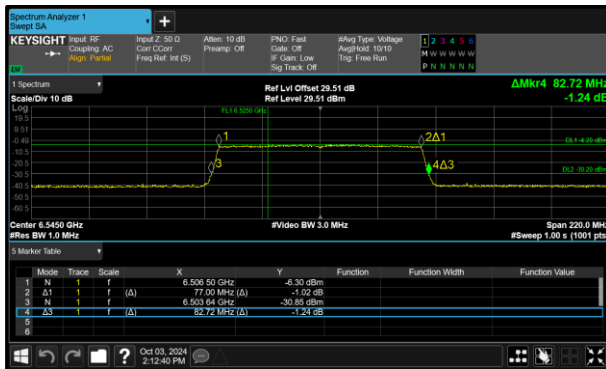 Spectrum Analyzer 1
Swept SA
KEYSIGHT Input: RF Input Z: 50 Ω Atten: 10 dB PNO: Fast #Avg Type: Voltage 1 2 3 4 5 6
Coupling: AC Corr CCorr Preamp: Off Gate: Off Avg|Hold: 10/10 M W W W W W
Align: Partial Freq Ref: Int (S) IF Gain: Low Trig: Free Run P N N N N N
Sig Track: Off
1 Spectrum Ref Lvl Offset 29.51 dB ΔMkr4 82.72 MHz
Scale/Div 10 dB Ref Level 29.51 dBm -1.24 dB
Log
19.5 FL1 6.5250 GHz
9.51
-0.49 1 2Δ1 DL1 -4.20 dBm
-10.5
-20.5 3 4Δ3
-30.5 DL2 -30.20 dBm
-40.5
-50.5
-60.5
Center 6.5450 GHz #Video BW 3.0 MHz Span 220.0 MHz
#Res BW 1.0 MHz #Sweep 1.00 s (1001 pts)
5 Marker Table
Mode Trace Scale X Y Function Function Width Function Value
1 N 1 f 6.506 50 GHz -6.30 dBm
2 Δ1 1 f (Δ) 77.00 MHz (Δ) -1.02 dB
3 N 1 f 6.503 64 GHz -30.85 dBm
4 Δ3 1 f (Δ) 82.72 MHz (Δ) -1.24 dB
5
6
? Oct 03, 2024
2:12:40 PM